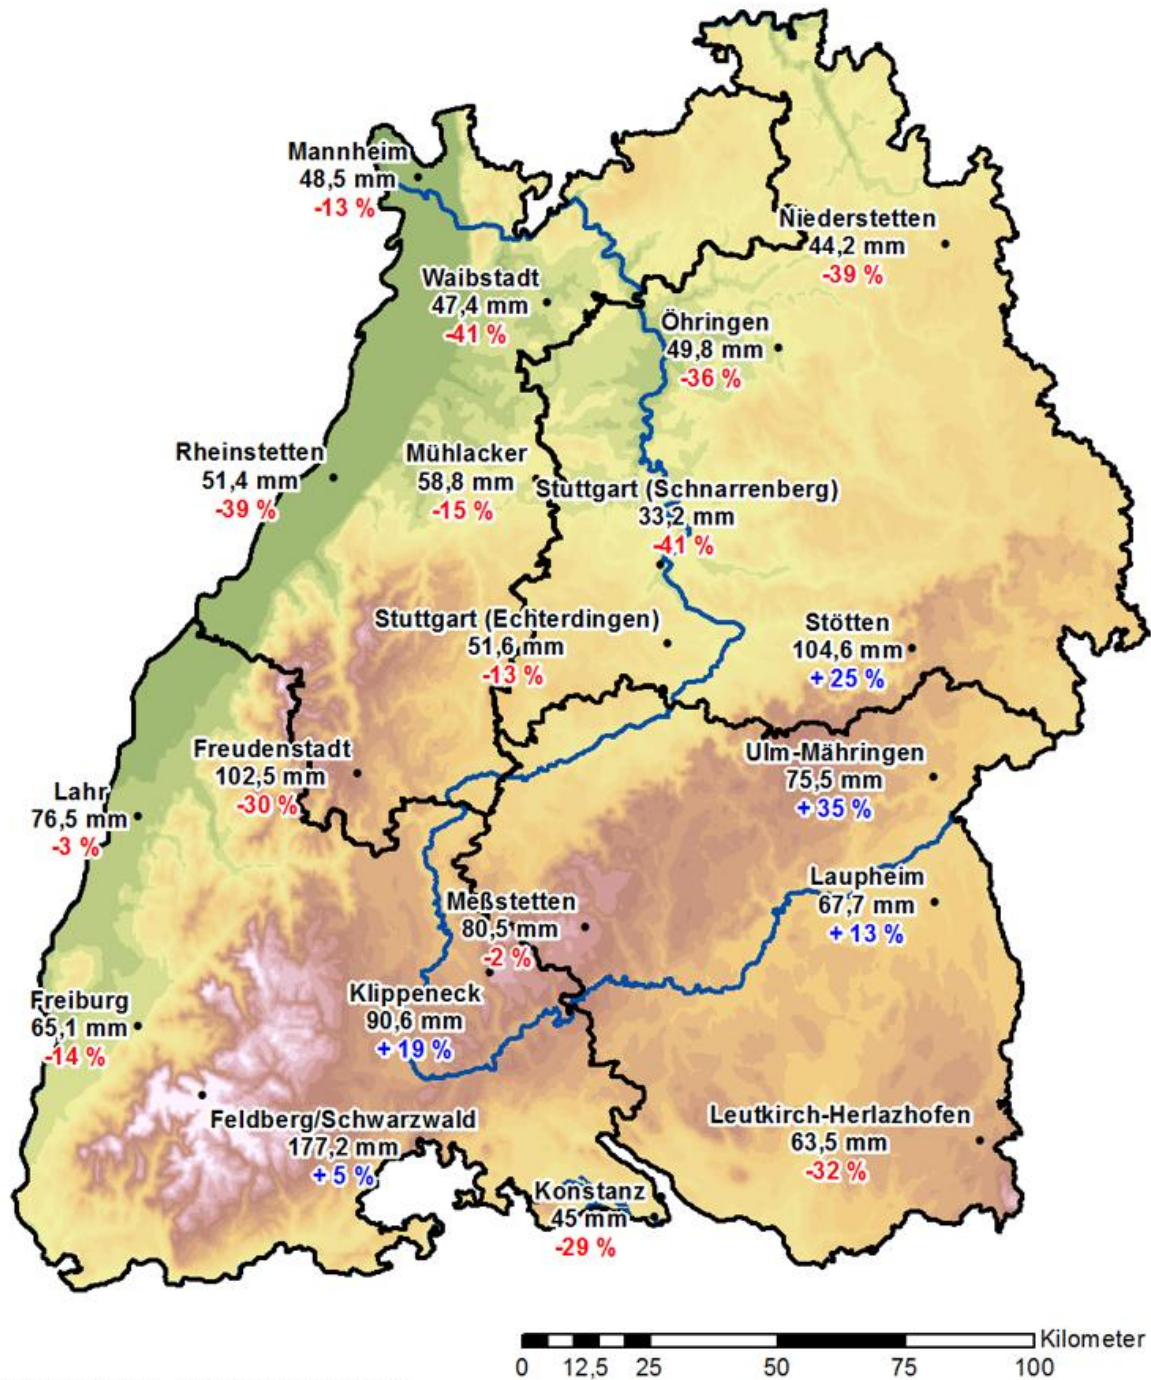 Mannheim
48,5 mm
-13 %
Niederstetten
44,2 mm
-39 %
Waibstadt
47,4 mm
-41 %
Öhringen
49,8 mm
-36 %
Rheinstetten
51,4 mm
-39 %
Mühlacker
58,8 mm
-15 %
Stuttgart (Schnarrenberg)
33,2 mm
-41 %
Stuttgart (Echterdingen)
51,6 mm
-13 %
Stötten
104,6 mm
+ 25 %
Freudenstadt
102,5 mm
-30 %
Ulm-Mähringen
75,5 mm
+ 35 %
Lahr
76,5 mm
-3 %
Laupheim
67,7 mm
+ 13 %
Meßstetten
80,5 mm
-2 %
Klippeneck
90,6 mm
+ 19 %
Freiburg
65,1 mm
-14 %
Feldberg/Schwarzwald
177,2 mm
+ 5 %
Leutkirch-Herlazhofen
63,5 mm
-32 %
Konstanz
45 mm
-29 %
Kilometer
0 12,5 25 50 75 100